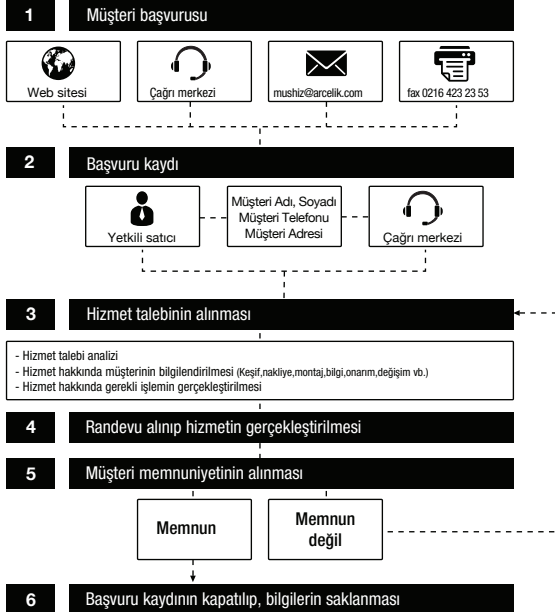 1 Müşteri başvurusu
Web sitesi
Çağrı merkezi
mushiz@arcelik.com
fax 0216 423 23 53
2 Başvuru kaydı
Yetkili satıcı
Müşteri Adı, Soyadı
Müşteri Telefonu
Müşteri Adresi
Çağrı merkezi
3 Hizmet talebinin alınması
- Hizmet talebi analizi
- Hizmet hakkında müşterinin bilgilendirilmesi (Keşif,nakliye,montaj,bilgi,onarım,değişim vb.)
- Hizmet hakkında gerekli işlemin gerçekleştirilmesi
4 Randevu alınıp hizmetin gerçekleştirilmesi
5 Müşteri memnuniyetinin alınması
Memnun
Memnun
değil
6 Başvuru kaydının kapatılıp, bilgilerin saklanması